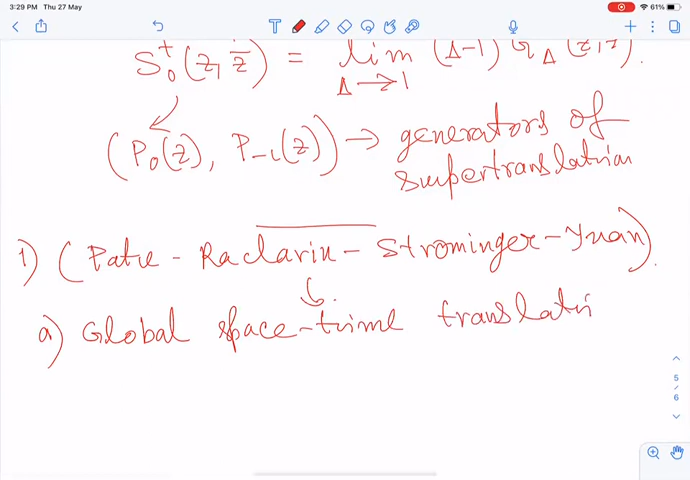 3:29 PM Thu 27 May
61%
S₀⁺(z, z̄) = lim (Δ-1) G_Δ(z, z̄).
Δ→1
(P₀(z), P₋₁(z)) → generators of
supertranslation
1) (Pate - Raclariu - Strominger - Yuan).
a) Global space-time translati
5
/
6